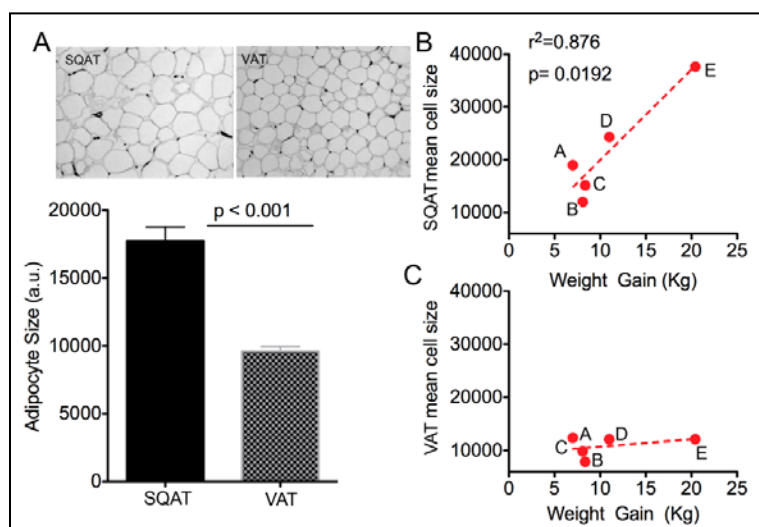 A
SQAT
VAT
p < 0.001
Adipocyte Size (a.u.)
20000
15000
10000
5000
0
SQAT
VAT
B
r²=0.876
p= 0.0192
SQAT mean cell size
40000
30000
20000
10000
A
B
C
D
E
0
5
10
15
20
25
Weight Gain (Kg)
C
VAT mean cell size
40000
30000
20000
10000
A
C
B
D
E
0
5
10
15
20
25
Weight Gain (Kg)